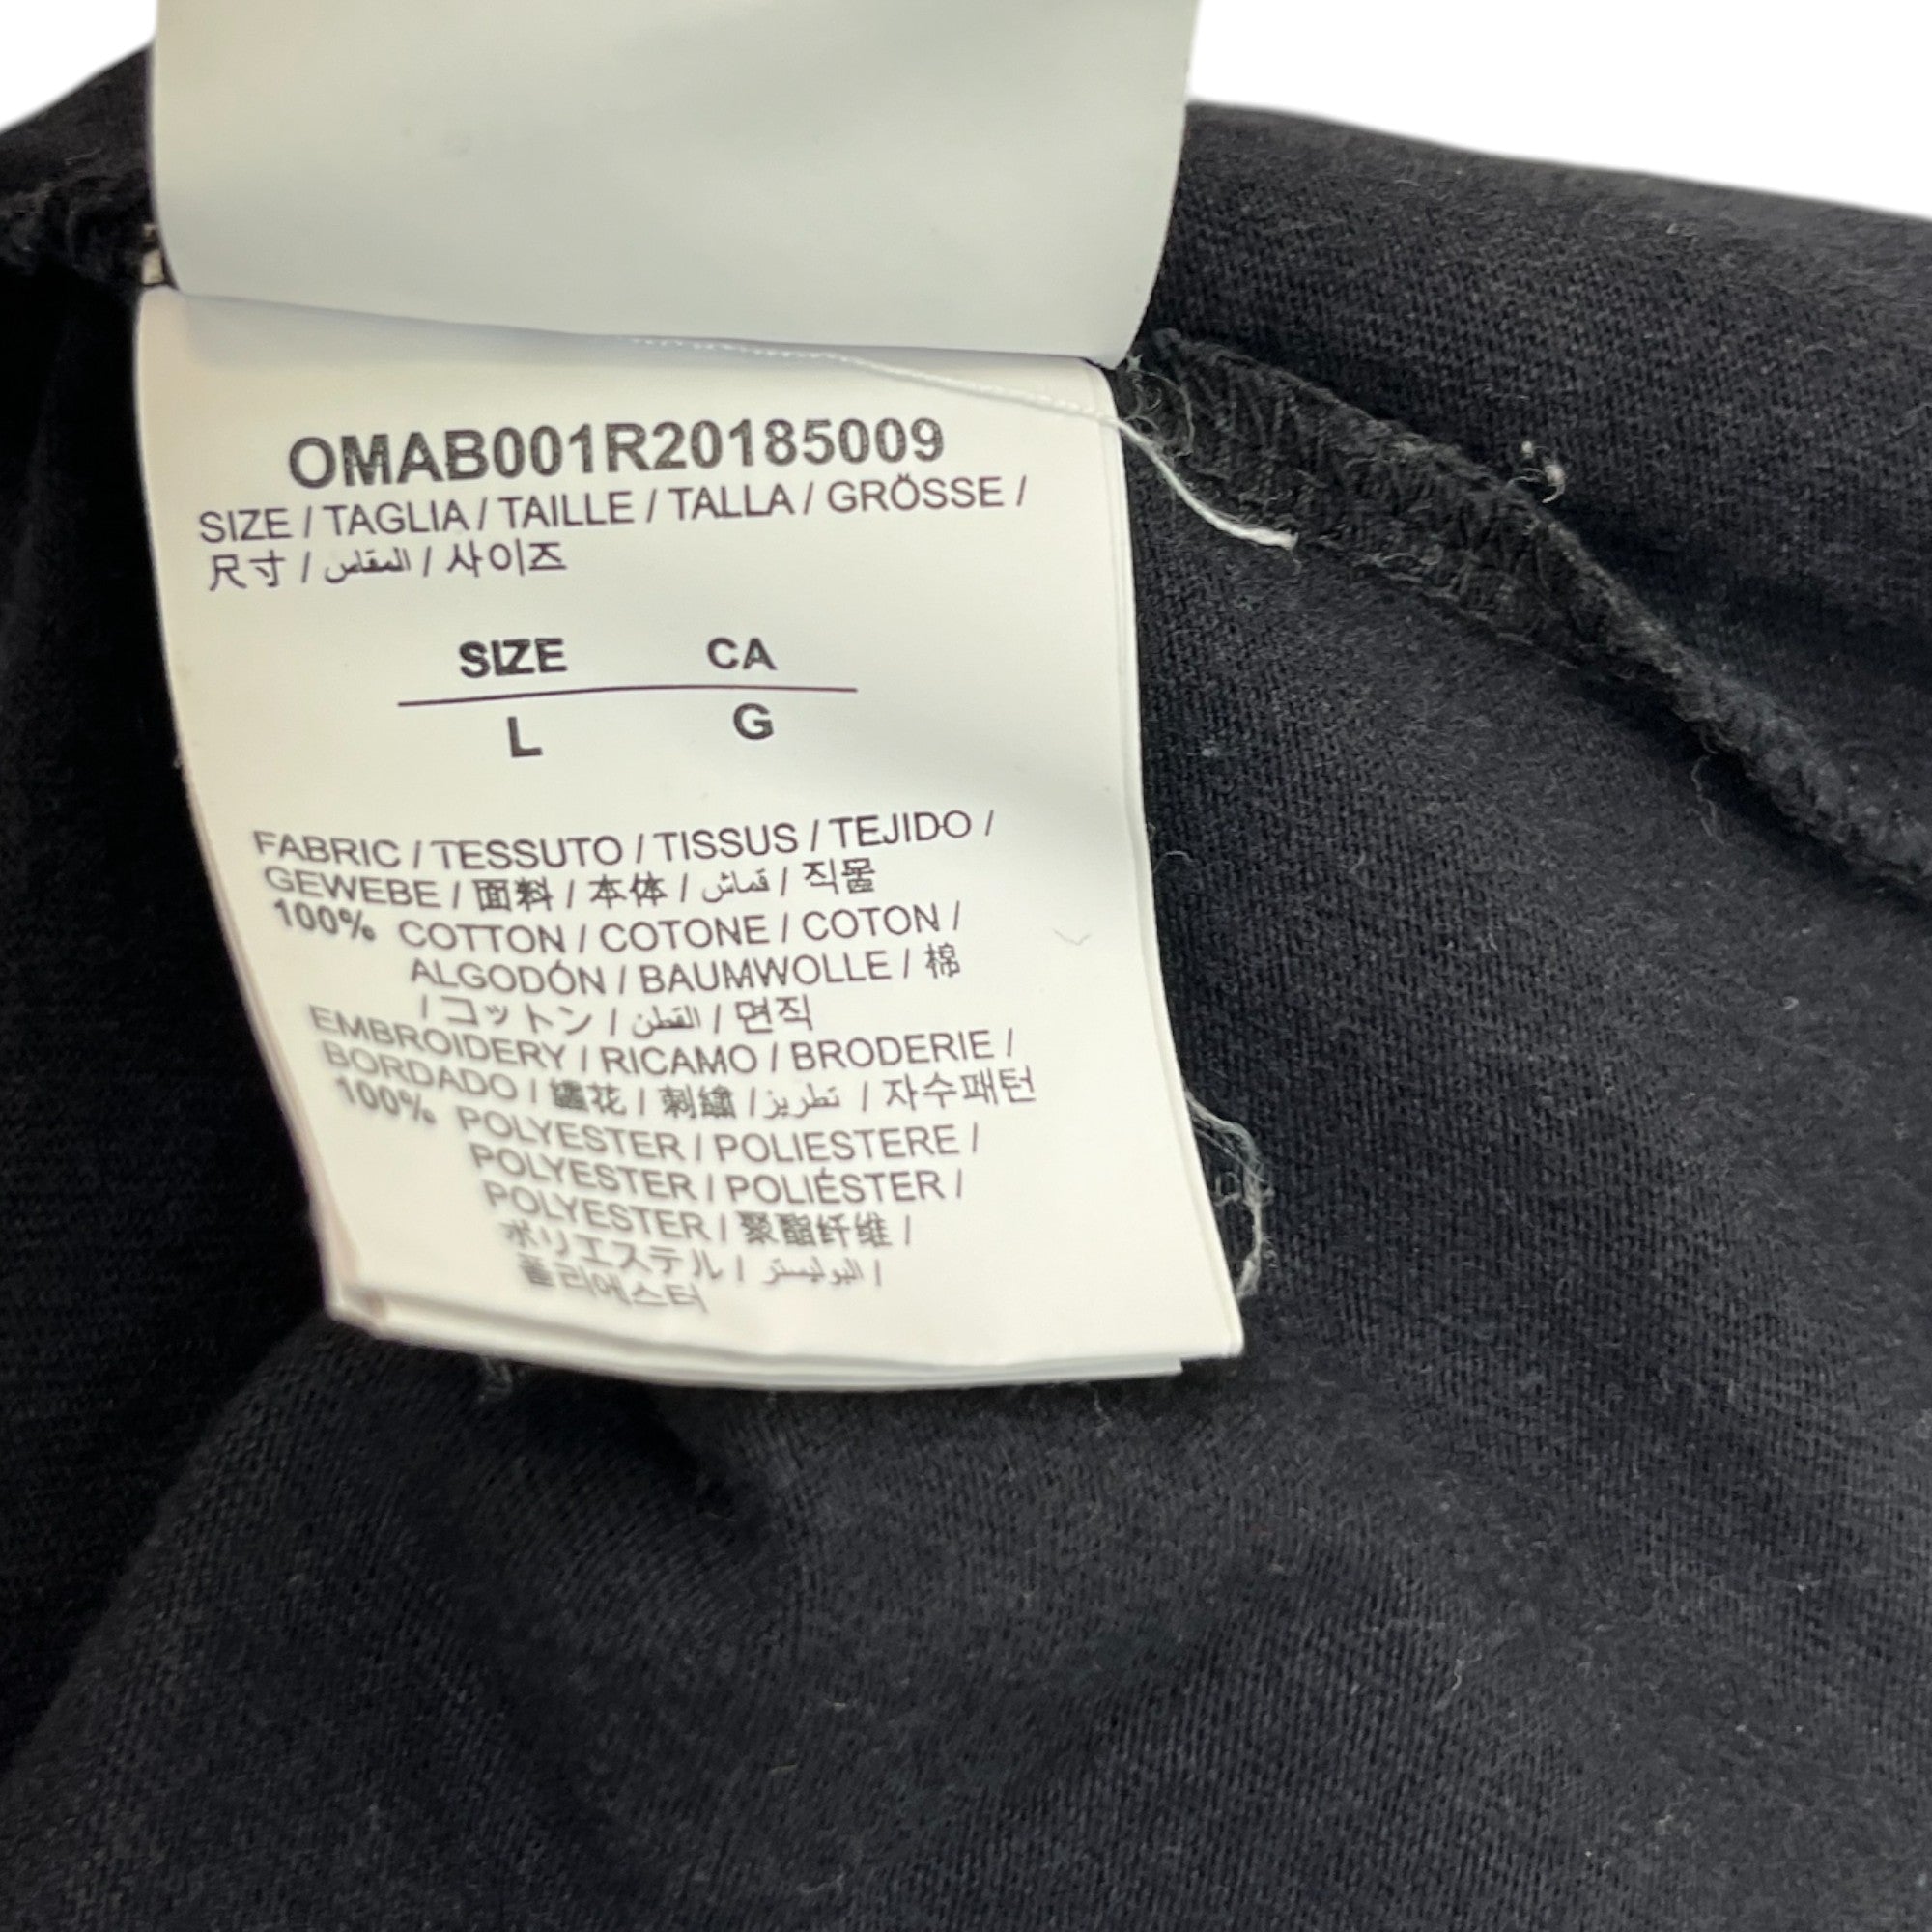 OMAB001R20185009
SIZE / TAGLIA / TAILLE / TALLA / GRÖSSE /
尺寸 / المقاس / 사이즈
SIZE CA
L G
FABRIC / TESSUTO / TISSUS / TEJIDO /
GEWEBE / 面料 / 本体 / قماش / 직물
100% COTTON / COTONE / COTON /
ALGODÓN / BAUMWOLLE / 棉
/ コットン / القطن / 면직
EMBROIDERY / RICAMO / BRODERIE /
BORDADO / 繡花 / 刺繍 / تطريز / 자수패턴
100% POLYESTER / POLIESTERE /
POLYESTER / POLIÉSTER /
POLYESTER / 聚酯纤维 /
ポリエステル / البوليستر /
폴리에스터